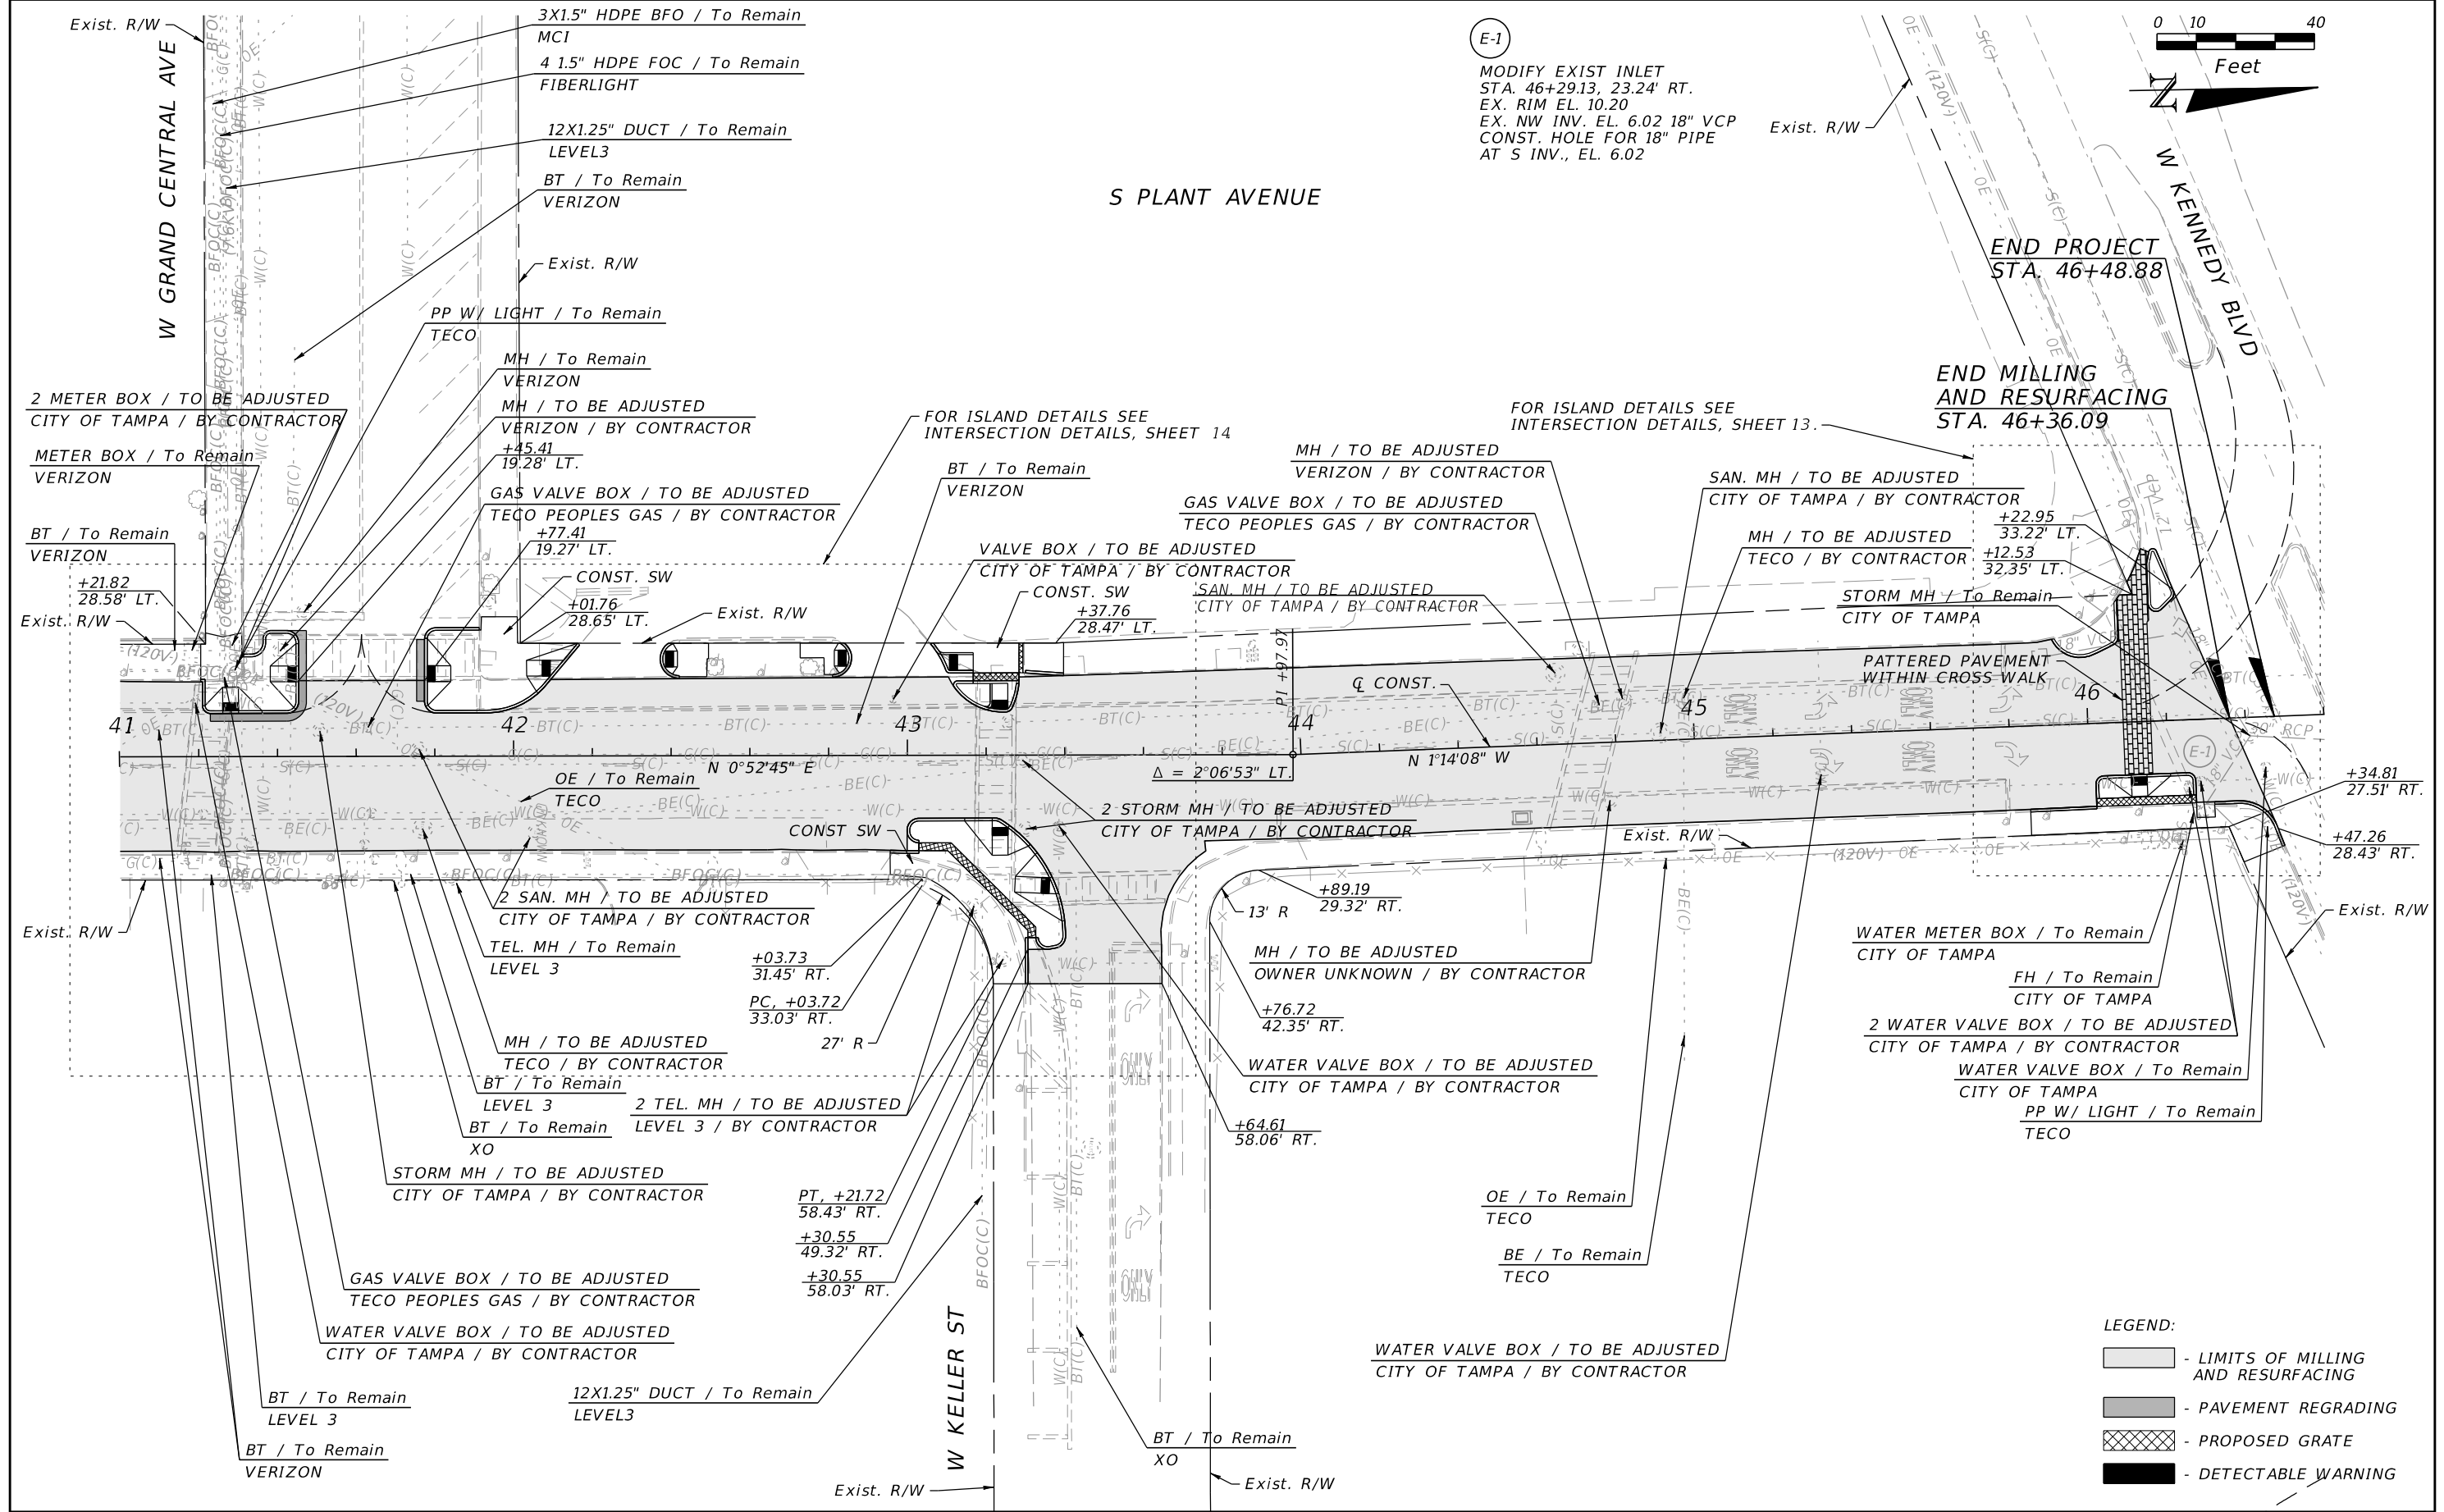 Exist. R/W
W GRAND CENTRAL AVE
3X1.5" HDPE BFO / To Remain
MCI
4 1.5" HDPE FOC / To Remain
FIBERLIGHT
12X1.25" DUCT / To Remain
LEVEL3
BT / To Remain
VERIZON
Exist. R/W
PP W/ LIGHT / To Remain
TECO
MH / To Remain
VERIZON
MH / TO BE ADJUSTED
VERIZON / BY CONTRACTOR
+45.41
19.28' LT.
GAS VALVE BOX / TO BE ADJUSTED
TECO PEOPLES GAS / BY CONTRACTOR
+77.41
19.27' LT.
CONST. SW
+01.76
28.65' LT.
Exist. R/W
2 METER BOX / TO BE ADJUSTED
CITY OF TAMPA / BY CONTRACTOR
METER BOX / To Remain
VERIZON
BT / To Remain
VERIZON
+21.82
28.58' LT.
Exist. R/W
S PLANT AVENUE
E-1
MODIFY EXIST INLET
STA. 46+29.13, 23.24' RT.
EX. RIM EL. 10.20
EX. NW INV. EL. 6.02 18" VCP
CONST. HOLE FOR 18" PIPE
AT S INV., EL. 6.02
Exist. R/W
0 10 40
Feet
N
W KENNEDY BLVD
END PROJECT
STA. 46+48.88
END MILLING
AND RESURFACING
STA. 46+36.09
FOR ISLAND DETAILS SEE
INTERSECTION DETAILS, SHEET 14
BT / To Remain
VERIZON
VALVE BOX / TO BE ADJUSTED
CITY OF TAMPA / BY CONTRACTOR
CONST. SW
+37.76
28.47' LT.
FOR ISLAND DETAILS SEE
INTERSECTION DETAILS, SHEET 13.
MH / TO BE ADJUSTED
VERIZON / BY CONTRACTOR
GAS VALVE BOX / TO BE ADJUSTED
TECO PEOPLES GAS / BY CONTRACTOR
SAN. MH / TO BE ADJUSTED
CITY OF TAMPA / BY CONTRACTOR
SAN. MH / TO BE ADJUSTED
CITY OF TAMPA / BY CONTRACTOR
MH / TO BE ADJUSTED
TECO / BY CONTRACTOR
+22.95
33.22' LT.
+12.53
32.35' LT.
STORM MH / To Remain
CITY OF TAMPA
PATTERED PAVEMENT
WITHIN CROSS WALK
12" VCP
18" VCP
30" RCP
41 42 43 44 45 46
PI +97.97
℄ CONST.
N 0°52'45" E
Δ = 2°06'53" LT.
N 1°14'08" W
E-1
OE / To Remain
TECO
2 STORM MH / TO BE ADJUSTED
CITY OF TAMPA / BY CONTRACTOR
CONST SW
Exist. R/W
+34.81
27.51' RT.
+47.26
28.43' RT.
Exist. R/W
Exist. R/W
2 SAN. MH / TO BE ADJUSTED
CITY OF TAMPA / BY CONTRACTOR
TEL. MH / To Remain
LEVEL 3
+03.73
31.45' RT.
PC, +03.72
33.03' RT.
27' R
13' R
+89.19
29.32' RT.
MH / TO BE ADJUSTED
OWNER UNKNOWN / BY CONTRACTOR
+76.72
42.35' RT.
WATER METER BOX / To Remain
CITY OF TAMPA
FH / To Remain
CITY OF TAMPA
2 WATER VALVE BOX / TO BE ADJUSTED
CITY OF TAMPA / BY CONTRACTOR
WATER VALVE BOX / To Remain
CITY OF TAMPA
PP W/ LIGHT / To Remain
TECO
MH / TO BE ADJUSTED
TECO / BY CONTRACTOR
BT / To Remain
LEVEL 3
BT / To Remain
XO
2 TEL. MH / TO BE ADJUSTED
LEVEL 3 / BY CONTRACTOR
WATER VALVE BOX / TO BE ADJUSTED
CITY OF TAMPA / BY CONTRACTOR
+64.61
58.06' RT.
STORM MH / TO BE ADJUSTED
CITY OF TAMPA / BY CONTRACTOR
PT, +21.72
58.43' RT.
+30.55
49.32' RT.
+30.55
58.03' RT.
OE / To Remain
TECO
BE / To Remain
TECO
GAS VALVE BOX / TO BE ADJUSTED
TECO PEOPLES GAS / BY CONTRACTOR
WATER VALVE BOX / TO BE ADJUSTED
CITY OF TAMPA / BY CONTRACTOR
WATER VALVE BOX / TO BE ADJUSTED
CITY OF TAMPA / BY CONTRACTOR
12X1.25" DUCT / To Remain
LEVEL3
BT / To Remain
LEVEL 3
BT / To Remain
VERIZON
W KELLER ST
BT / To Remain
XO
Exist. R/W
Exist. R/W
LEGEND:
- LIMITS OF MILLING
AND RESURFACING
- PAVEMENT REGRADING
- PROPOSED GRATE
- DETECTABLE WARNING